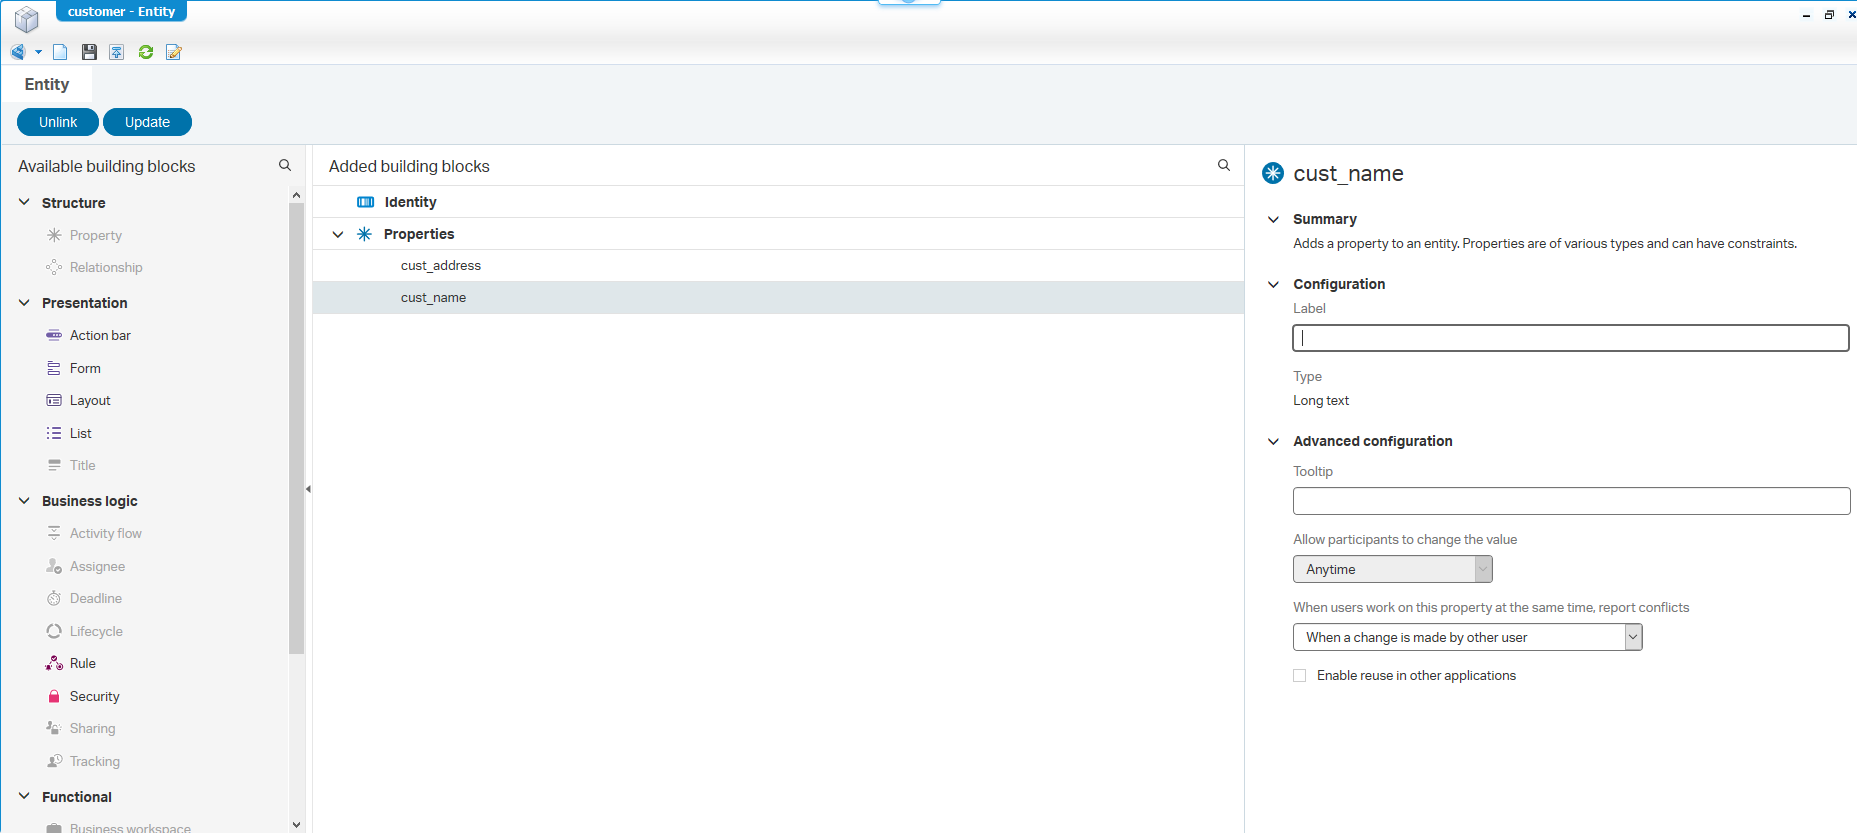 customer - Entity
Entity
Unlink
Update
Available building blocks
Structure
Property
Relationship
Presentation
Action bar
Form
Layout
List
Title
Business logic
Activity flow
Assignee
Deadline
Lifecycle
Rule
Security
Sharing
Tracking
Functional
Business workspace
Added building blocks
Identity
Properties
cust_address
cust_name
cust_name
Summary
Adds a property to an entity. Properties are of various types and can have constraints.
Configuration
Label
Type
Long text
Advanced configuration
Tooltip
Allow participants to change the value
Anytime
When users work on this property at the same time, report conflicts
When a change is made by other user
Enable reuse in other applications